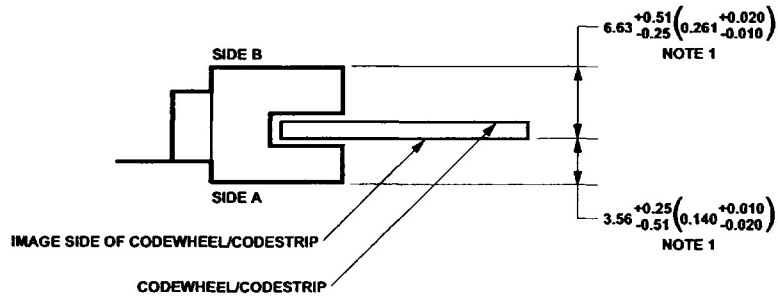 6.63 +0.51 -0.25 (0.261 +0.020 -0.010)
NOTE 1
SIDE B
SIDE A
3.56 +0.25 -0.51 (0.140 +0.010 -0.020)
NOTE 1
IMAGE SIDE OF CODEWHEEL/CODESTRIP
CODEWHEEL/CODESTRIP